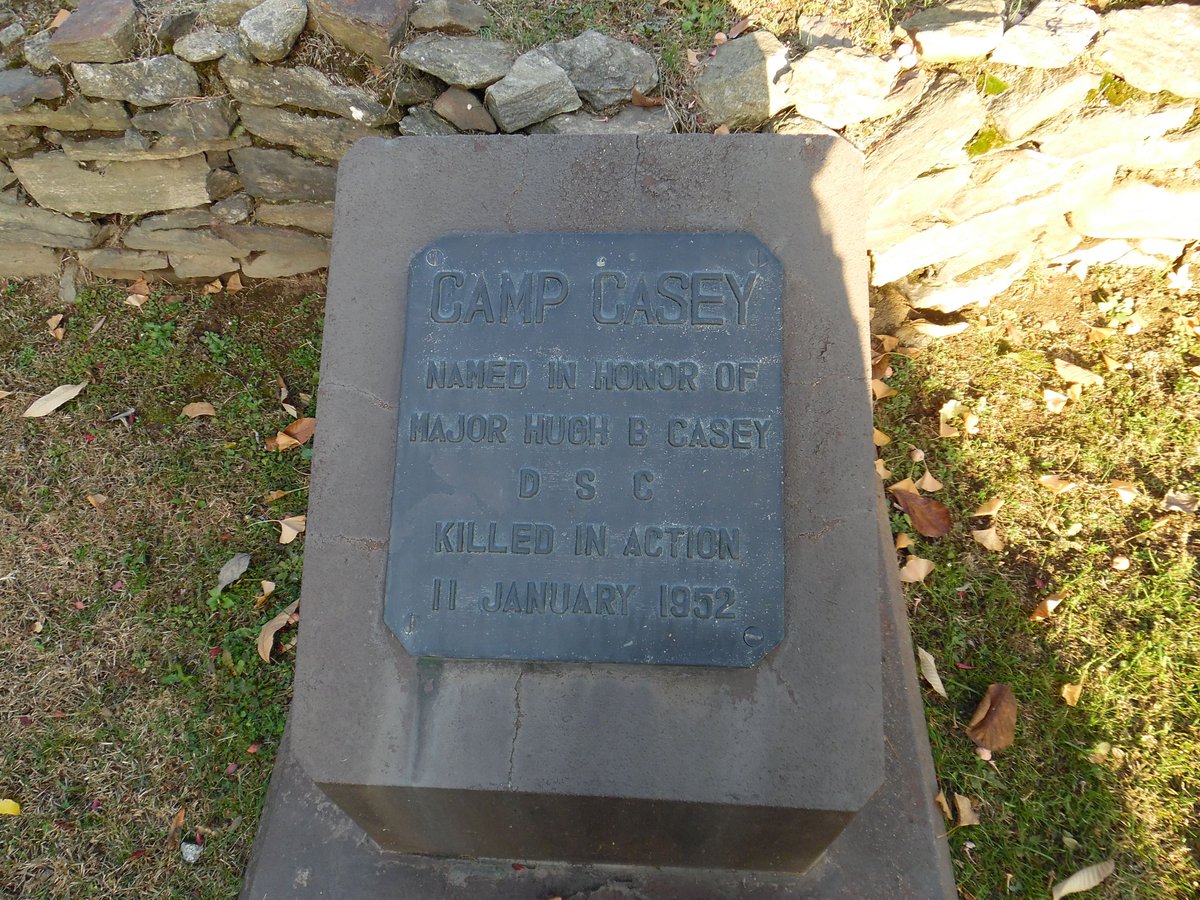 CAMP CASEY
NAMED IN HONOR OF
MAJOR HUGH B CASEY
D S C
KILLED IN ACTION
11 JANUARY 1952